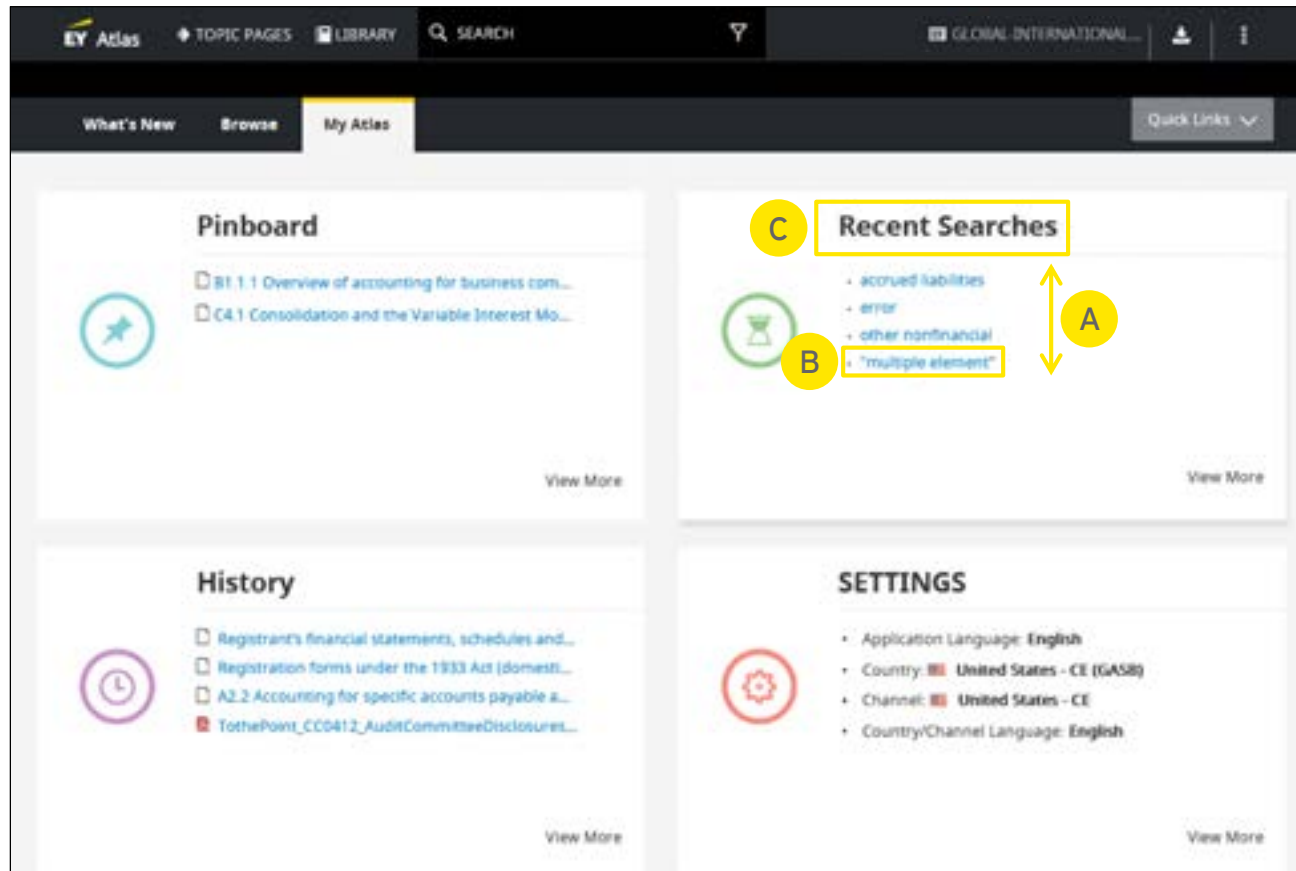 EY Atlas TOPIC PAGES LIBRARY SEARCH GLOBAL-INTERNATIONAL...
What's New Browse My Atlas Quick Links
Pinboard
B1.1.1 Overview of accounting for business com...
C4.1 Consolidation and the Variable Interest Mo...
View More
C Recent Searches
accrued liabilities
error
other nonfinancial
B "multiple element"
A
View More
History
Registrant's financial statements, schedules and...
Registration forms under the 1933 Act (domesti...
A2.2 Accounting for specific accounts payable a...
TothePoint_CC0412_AuditCommitteeDisclosures...
View More
SETTINGS
• Application Language: English
• Country: United States - CE (GASB)
• Channel: United States - CE
• Country/Channel Language: English
View More